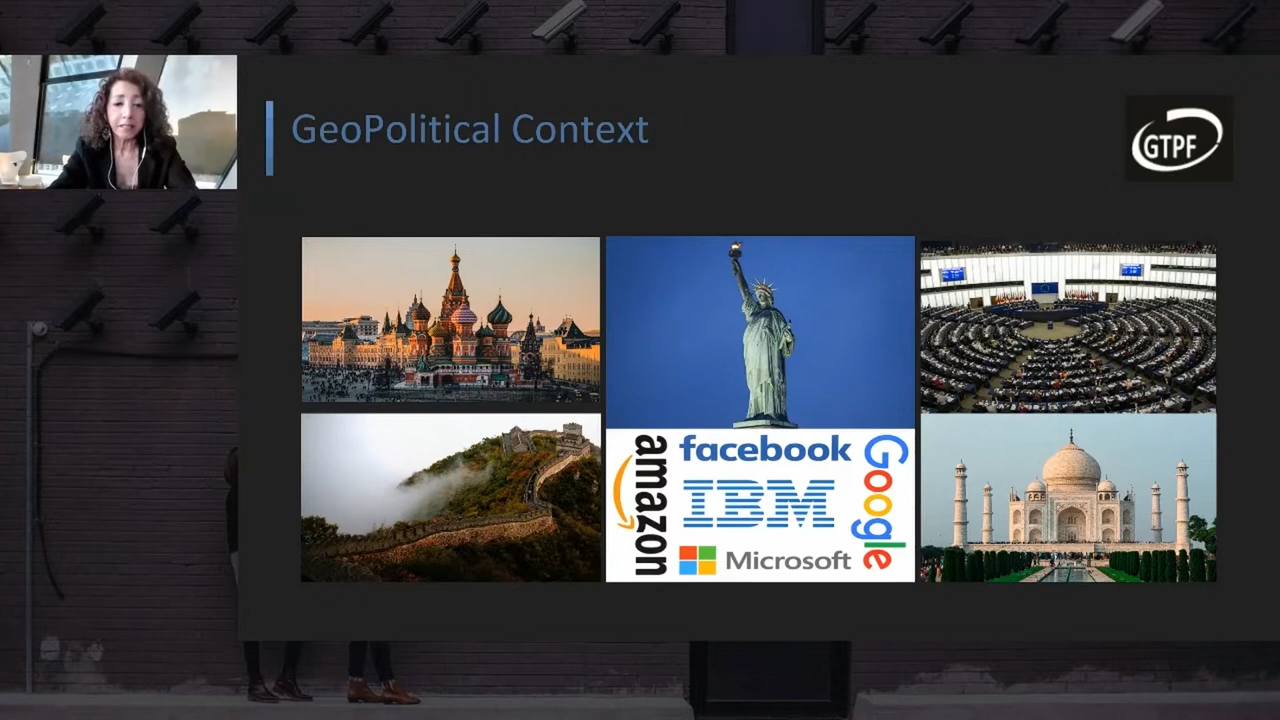 GeoPolitical Context
GTPF
amazon
facebook
IBM
Microsoft
Google